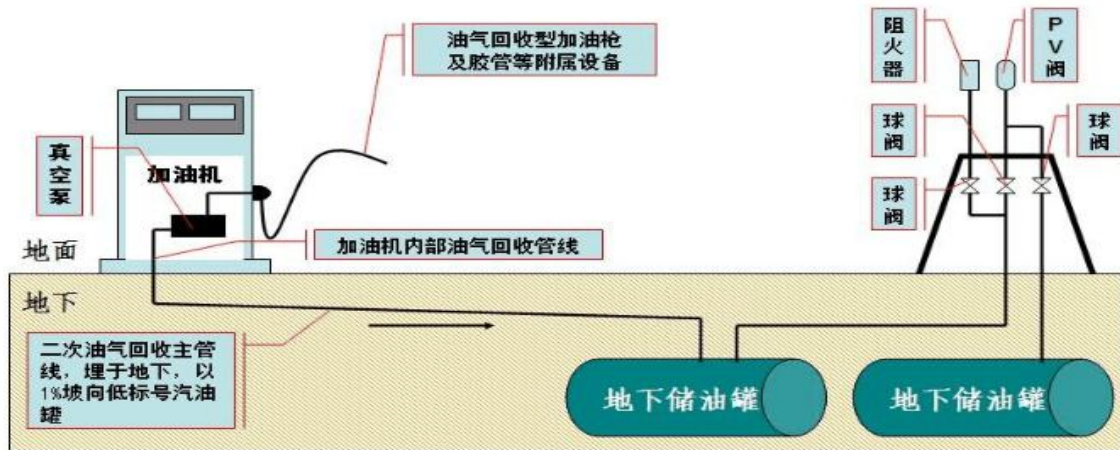 油气回收型加油枪
及胶管等附属设备
阻火器
PV阀
真空泵
加油机
球阀
球阀
球阀
加油机内部油气回收管线
地面
地下
二次油气回收主管
线，埋于地下，以
1%坡向低标号汽油
罐
地下储油罐
地下储油罐